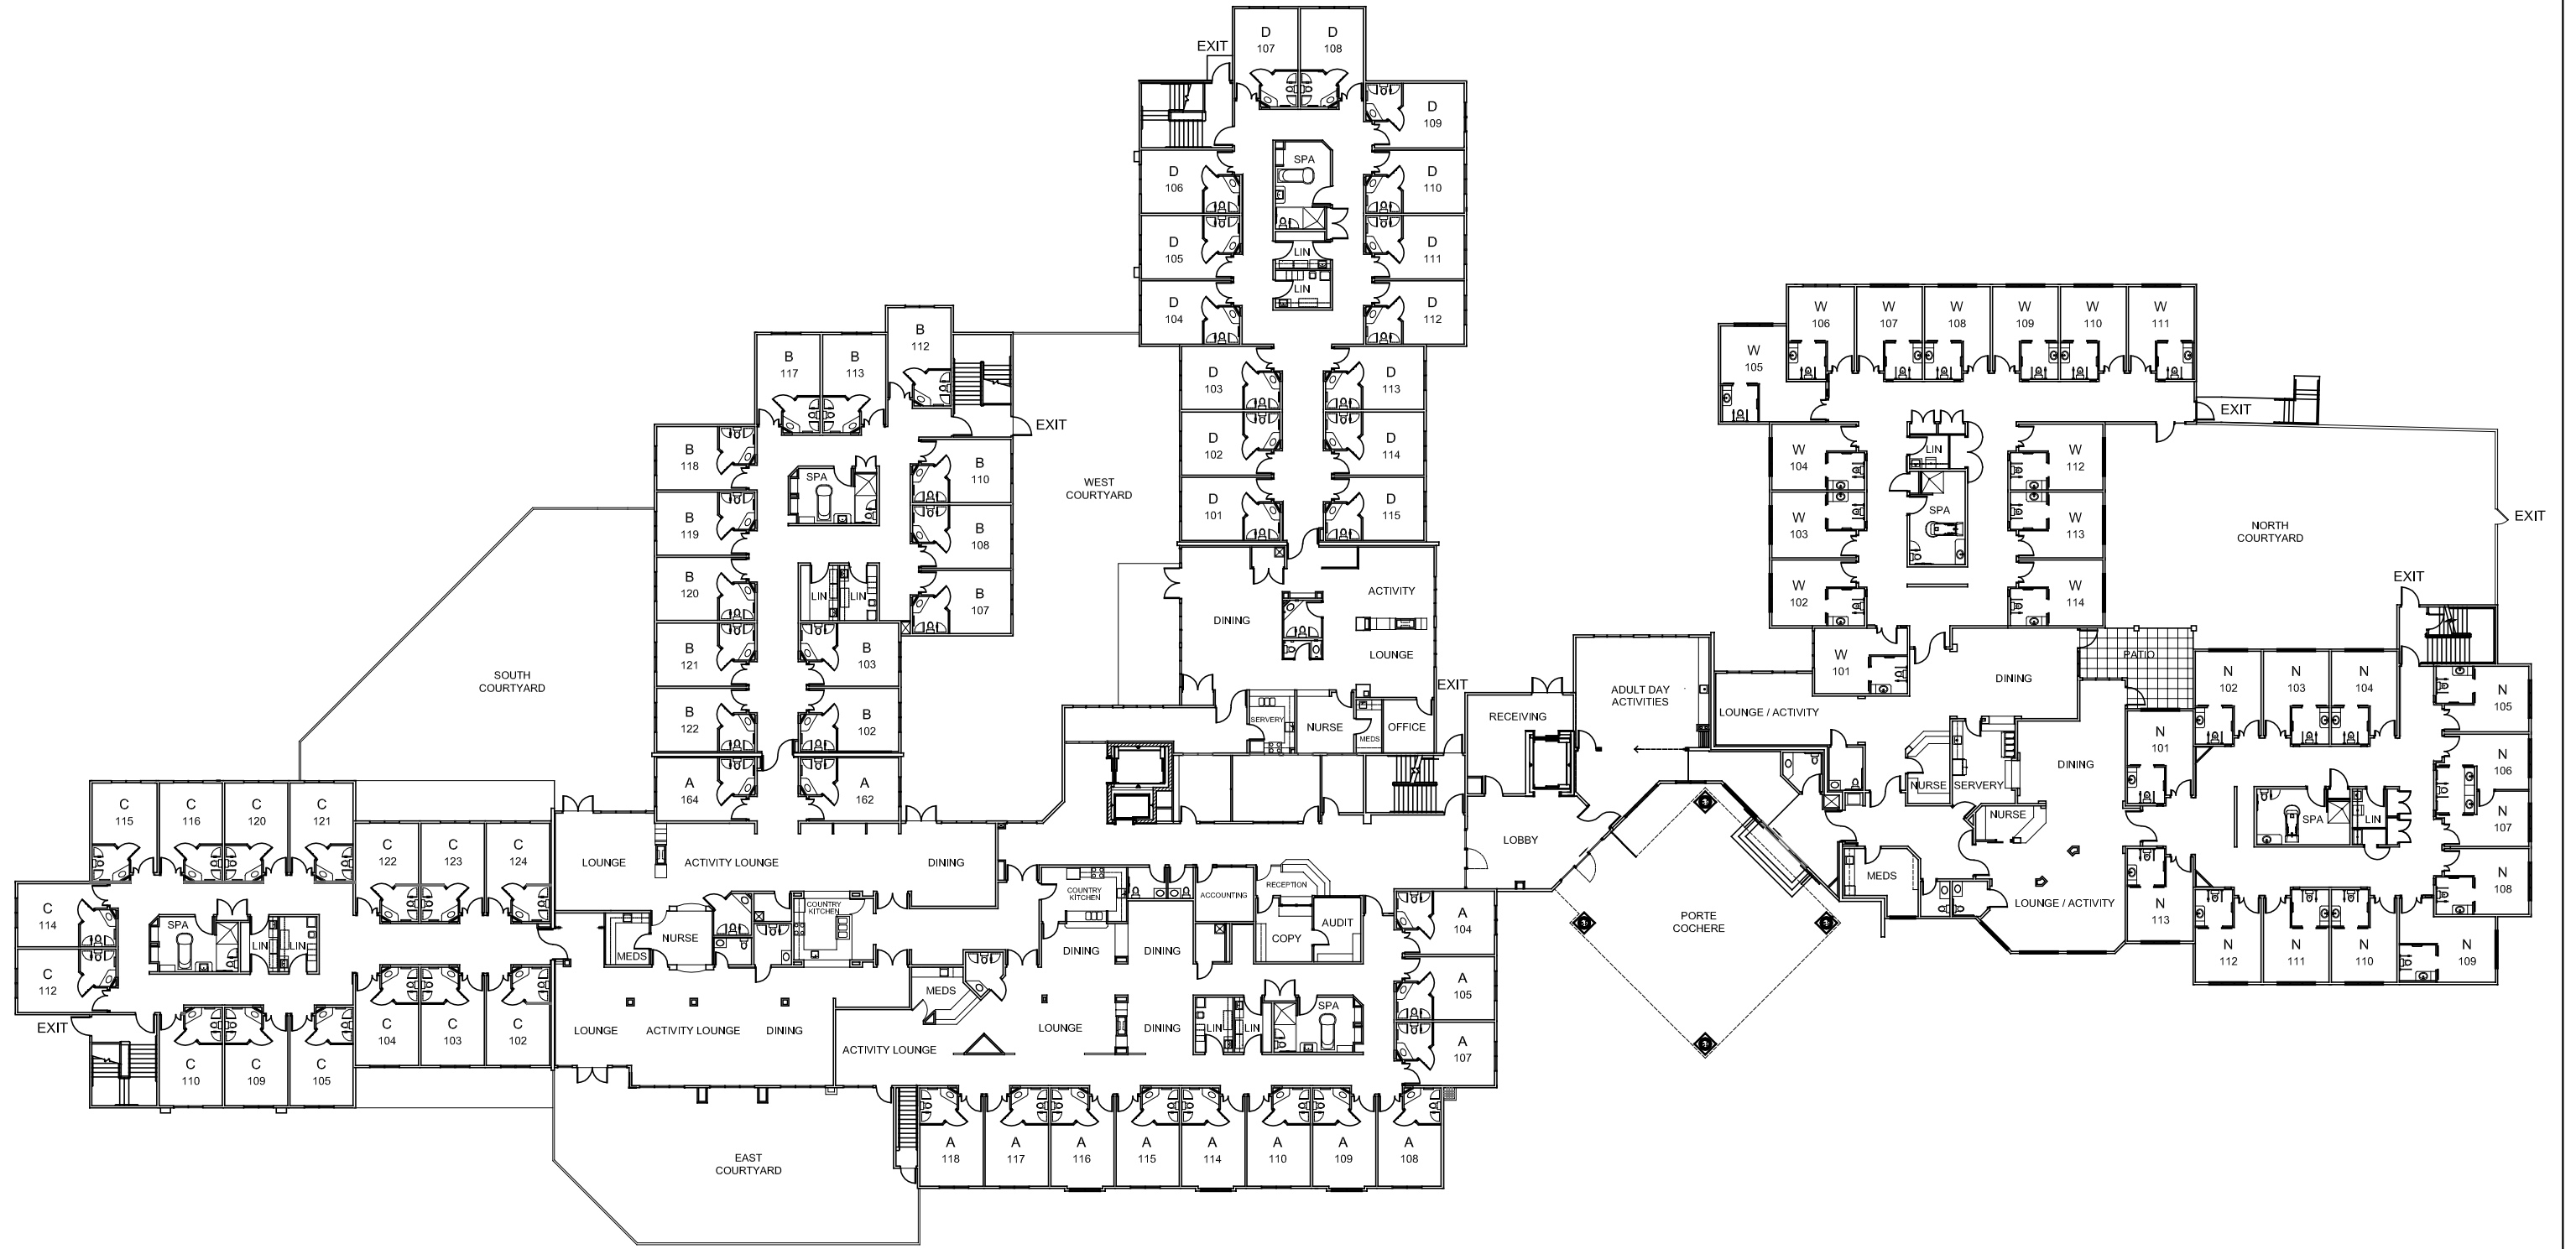 D
107
D
108
EXIT
D
109
D
106
SPA
D
110
D
105
D
111
LIN
LIN
D
104
D
112
D
103
D
113
D
102
D
114
D
101
D
115
DINING
ACTIVITY
LOUNGE
EXIT
SERVERY
NURSE
MEDS
OFFICE
B
112
B
117
B
113
EXIT
B
118
SPA
B
110
B
119
B
108
B
120
LIN
LIN
B
107
B
121
B
103
B
122
B
102
A
164
A
162
WEST
COURTYARD
SOUTH
COURTYARD
C
115
C
116
C
120
C
121
C
122
C
123
C
124
C
114
SPA
LIN
LIN
C
112
EXIT
C
110
C
109
C
105
C
104
C
103
C
102
LOUNGE
ACTIVITY LOUNGE
DINING
NURSE
MEDS
COUNTRY
KITCHEN
LOUNGE
ACTIVITY LOUNGE
DINING
COUNTRY
KITCHEN
ACCOUNTING
RECEPTION
AUDIT
COPY
DINING
DINING
MEDS
LOUNGE
DINING
ACTIVITY LOUNGE
LIN
LIN
SPA
A
104
A
105
A
107
A
118
A
117
A
116
A
115
A
114
A
110
A
109
A
108
EAST
COURTYARD
RECEIVING
LOBBY
ADULT DAY
ACTIVITIES
PORTE
COCHERE
W
106
W
107
W
108
W
109
W
110
W
111
W
105
EXIT
W
104
LIN
W
112
W
103
SPA
W
113
W
102
W
114
W
101
NORTH
COURTYARD
EXIT
EXIT
LOUNGE / ACTIVITY
DINING
PATIO
NURSE
SERVERY
DINING
NURSE
MEDS
LOUNGE / ACTIVITY
N
101
N
102
N
103
N
104
N
105
N
106
N
107
N
108
SPA
LIN
N
113
N
112
N
111
N
110
N
109